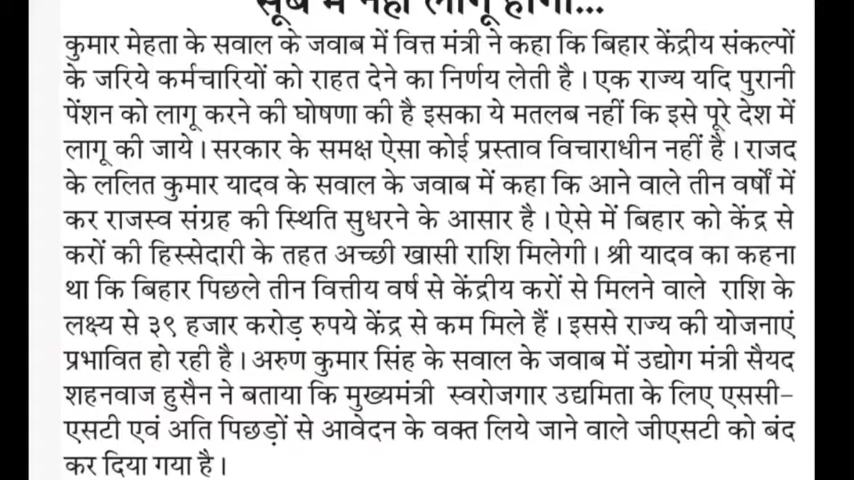 सूबे में नहीं लागू होगी...
कुमार मेहता के सवाल के जवाब में वित्त मंत्री ने कहा कि बिहार केंद्रीय संकल्पों
के जरिये कर्मचारियों को राहत देने का निर्णय लेती है। एक राज्य यदि पुरानी
पेंशन को लागू करने की घोषणा की है इसका ये मतलब नहीं कि इसे पूरे देश में
लागू की जाये। सरकार के समक्ष ऐसा कोई प्रस्ताव विचाराधीन नहीं है। राजद
के ललित कुमार यादव के सवाल के जवाब में कहा कि आने वाले तीन वर्षों में
कर राजस्व संग्रह की स्थिति सुधरने के आसार है। ऐसे में बिहार को केंद्र से
करों की हिस्सेदारी के तहत अच्छी खासी राशि मिलेगी। श्री यादव का कहना
था कि बिहार पिछले तीन वित्तीय वर्ष से केंद्रीय करों से मिलने वाले राशि के
लक्ष्य से ३९ हजार करोड़ रुपये केंद्र से कम मिले हैं। इससे राज्य की योजनाएं
प्रभावित हो रही है। अरुण कुमार सिंह के सवाल के जवाब में उद्योग मंत्री सैयद
शहनवाज हुसैन ने बताया कि मुख्यमंत्री स्वरोजगार उद्यमिता के लिए एससी-
एसटी एवं अति पिछड़ों से आवेदन के वक्त लिये जाने वाले जीएसटी को बंद
कर दिया गया है।